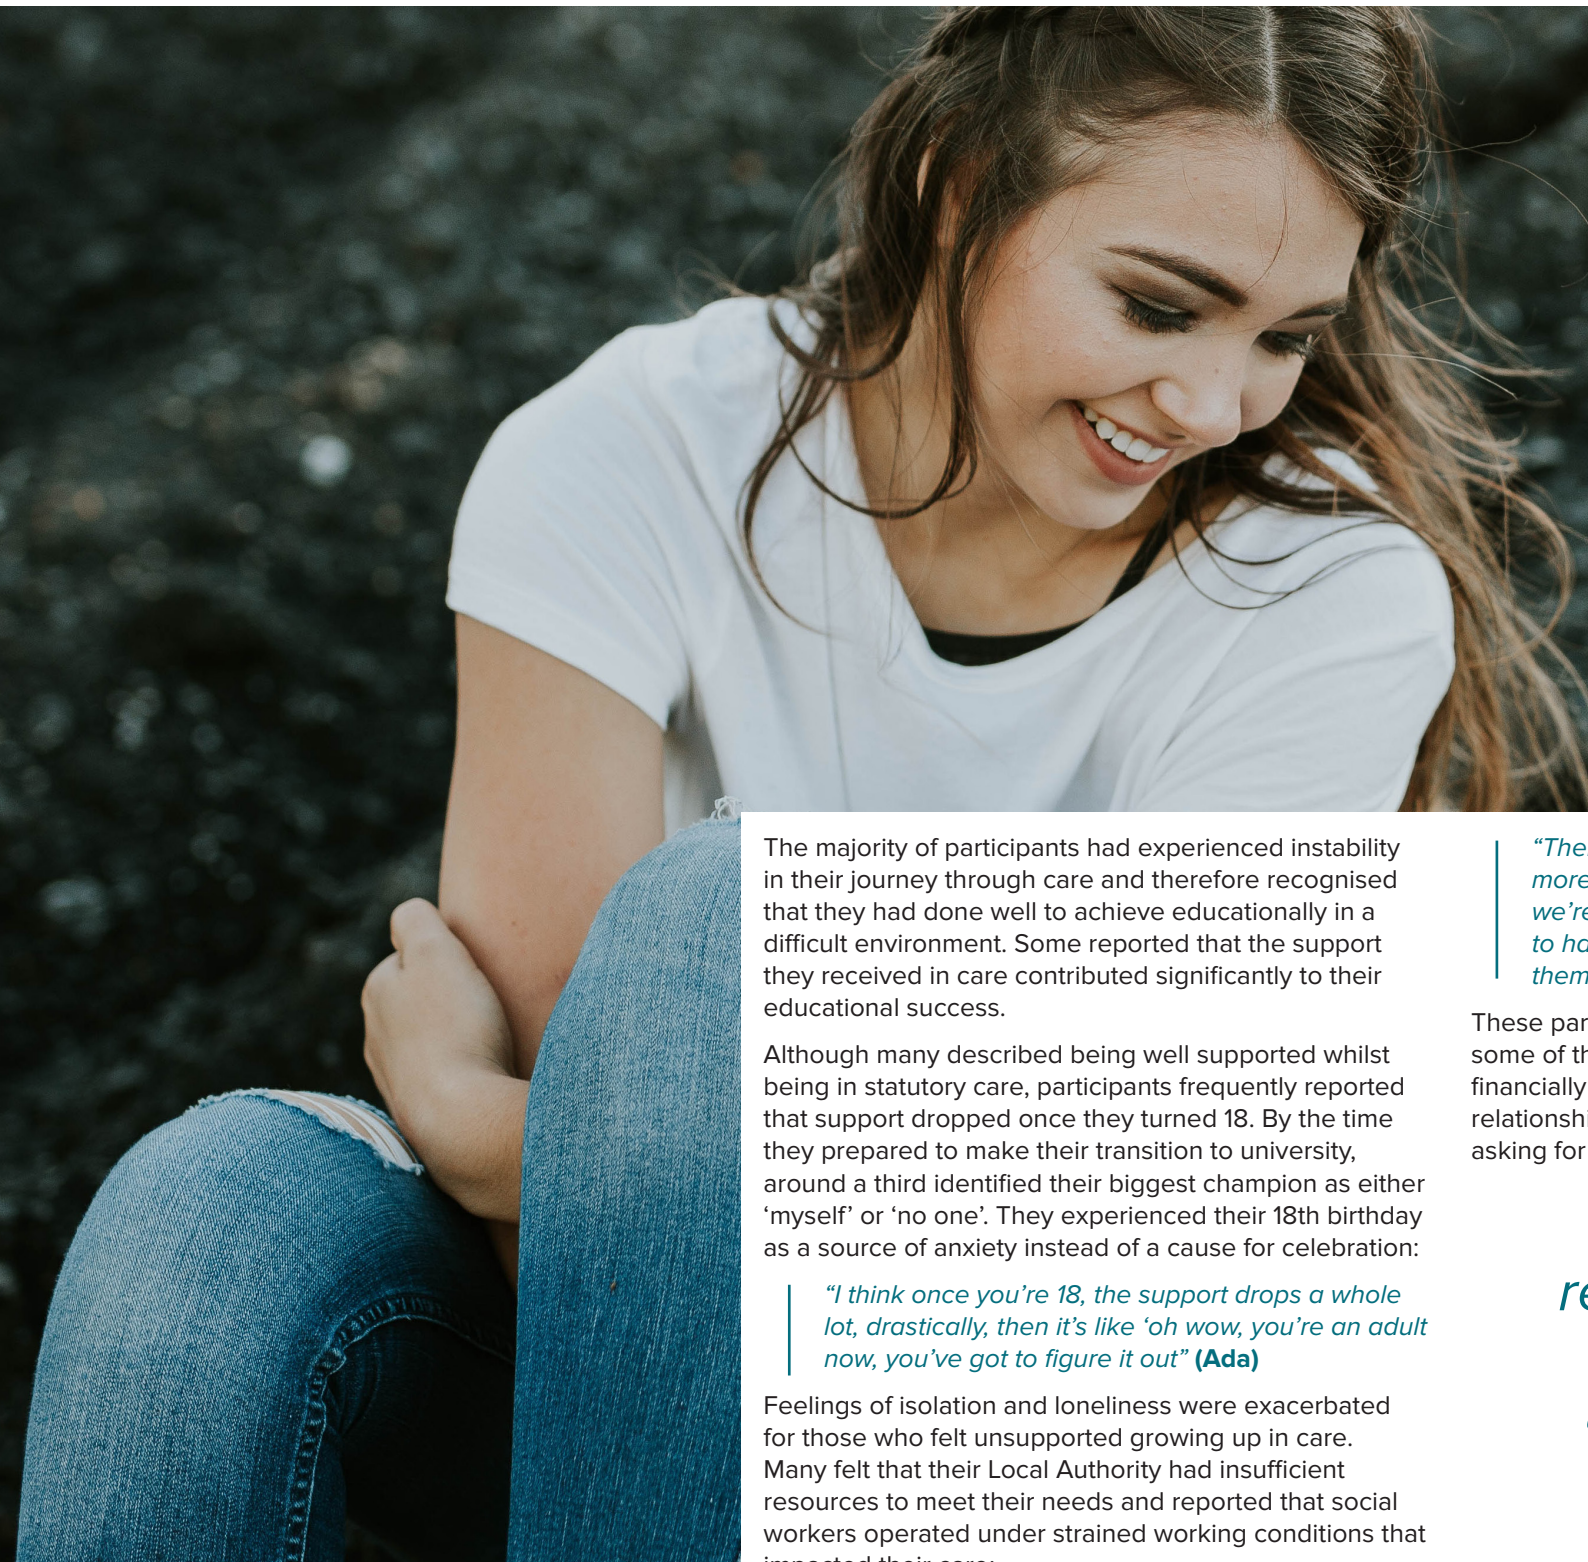 The majority of participants had experienced instability
in their journey through care and therefore recognised
that they had done well to achieve educationally in a
difficult environment. Some reported that the support
they received in care contributed significantly to their
educational success.
Although many described being well supported whilst
being in statutory care, participants frequently reported
that support dropped once they turned 18. By the time
they prepared to make their transition to university,
around a third identified their biggest champion as either
‘myself’ or ‘no one’. They experienced their 18th birthday
as a source of anxiety instead of a cause for celebration:
“I think once you’re 18, the support drops a whole
lot, drastically, then it’s like ‘oh wow, you’re an adult
now, you’ve got to figure it out” (Ada)
Feelings of isolation and loneliness were exacerbated
for those who felt unsupported growing up in care.
Many felt that their Local Authority had insufficient
resources to meet their needs and reported that social
workers operated under strained working conditions that
impacted their care:
more
we’re
to
them
These
some of
financially
asking for